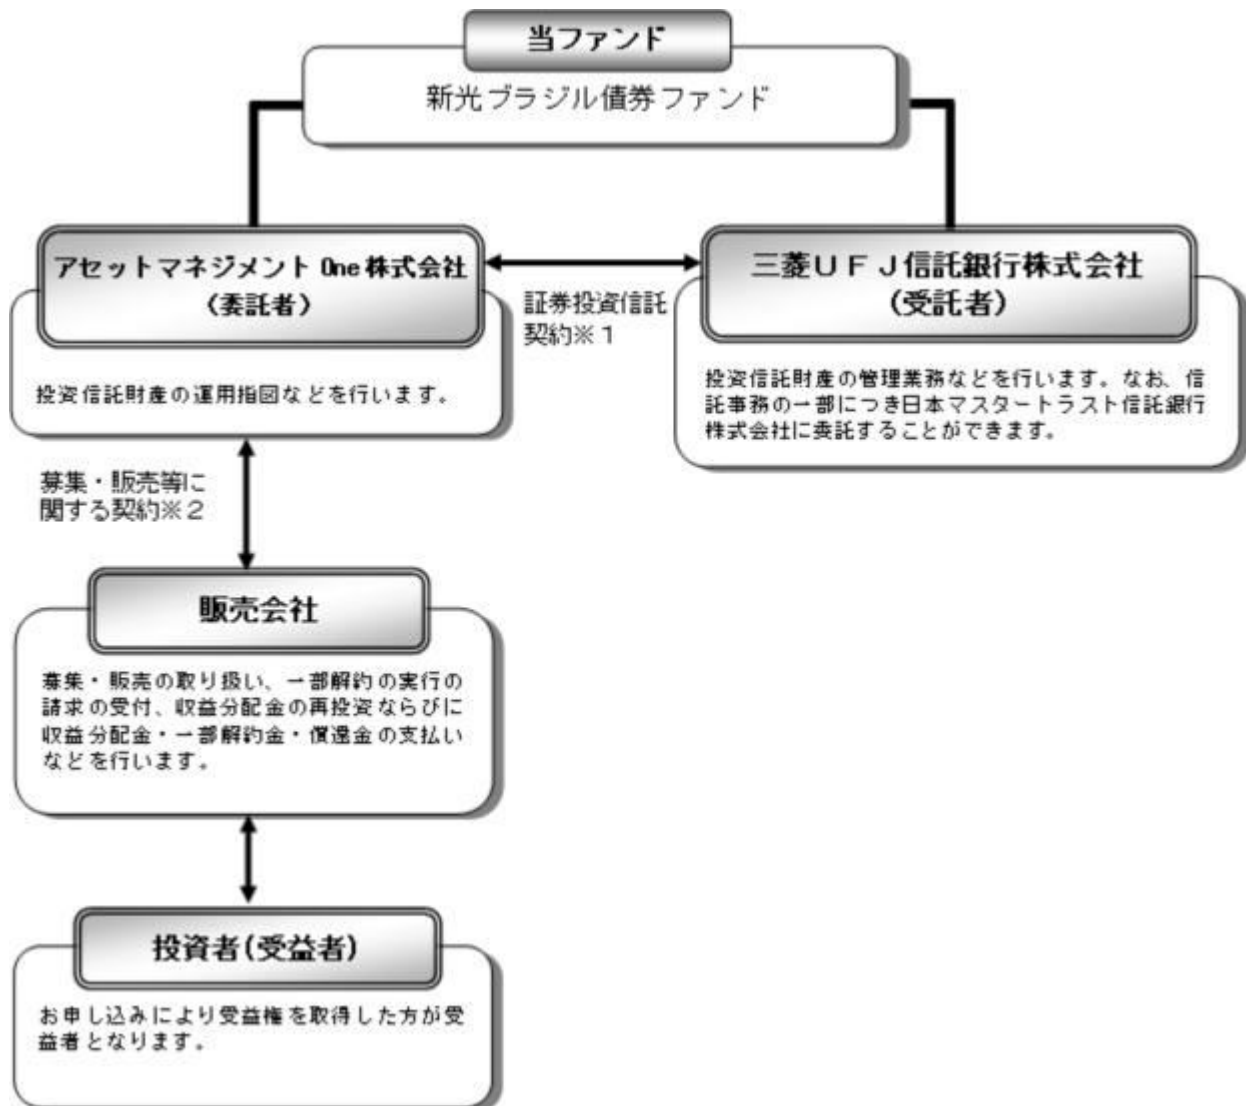 当ファンド
新光ブラジル債券ファンド
アセットマネジメント One 株式会社
（委託者）
投資信託財産の運用指図などを行います。
証券投資信託
契約※１
三菱ＵＦＪ信託銀行株式会社
（受託者）
投資信託財産の管理業務などを行います。なお、信
託事務の一部につき日本マスタートラスト信託銀行
株式会社に委託することができます。
募集・販売等に
関する契約※２
販売会社
募集・販売の取り扱い、一部解約の実行の
請求の受付、収益分配金の再投資ならびに
収益分配金・一部解約金・償還金の支払い
などを行います。
投資者(受益者)
お申し込みにより受益権を取得した方が受
益者となります。